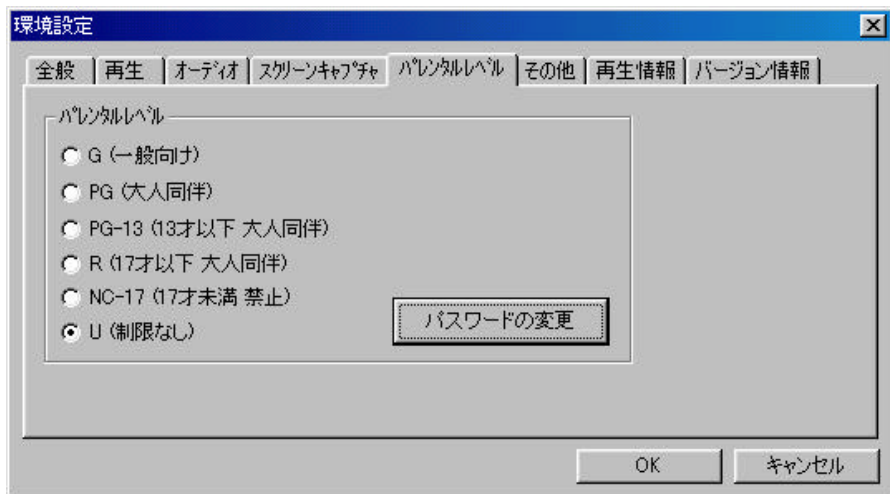 環境設定
全般 再生 オーディオ スクリーンキャプチャ パレンタルレベル その他 再生情報 バージョン情報
パレンタルレベル
G (一般向け)
PG (大人同伴)
PG-13 (13才以下 大人同伴)
R (17才以下 大人同伴)
NC-17 (17才未満 禁止)
U (制限なし)
パスワードの変更
OK キャンセル